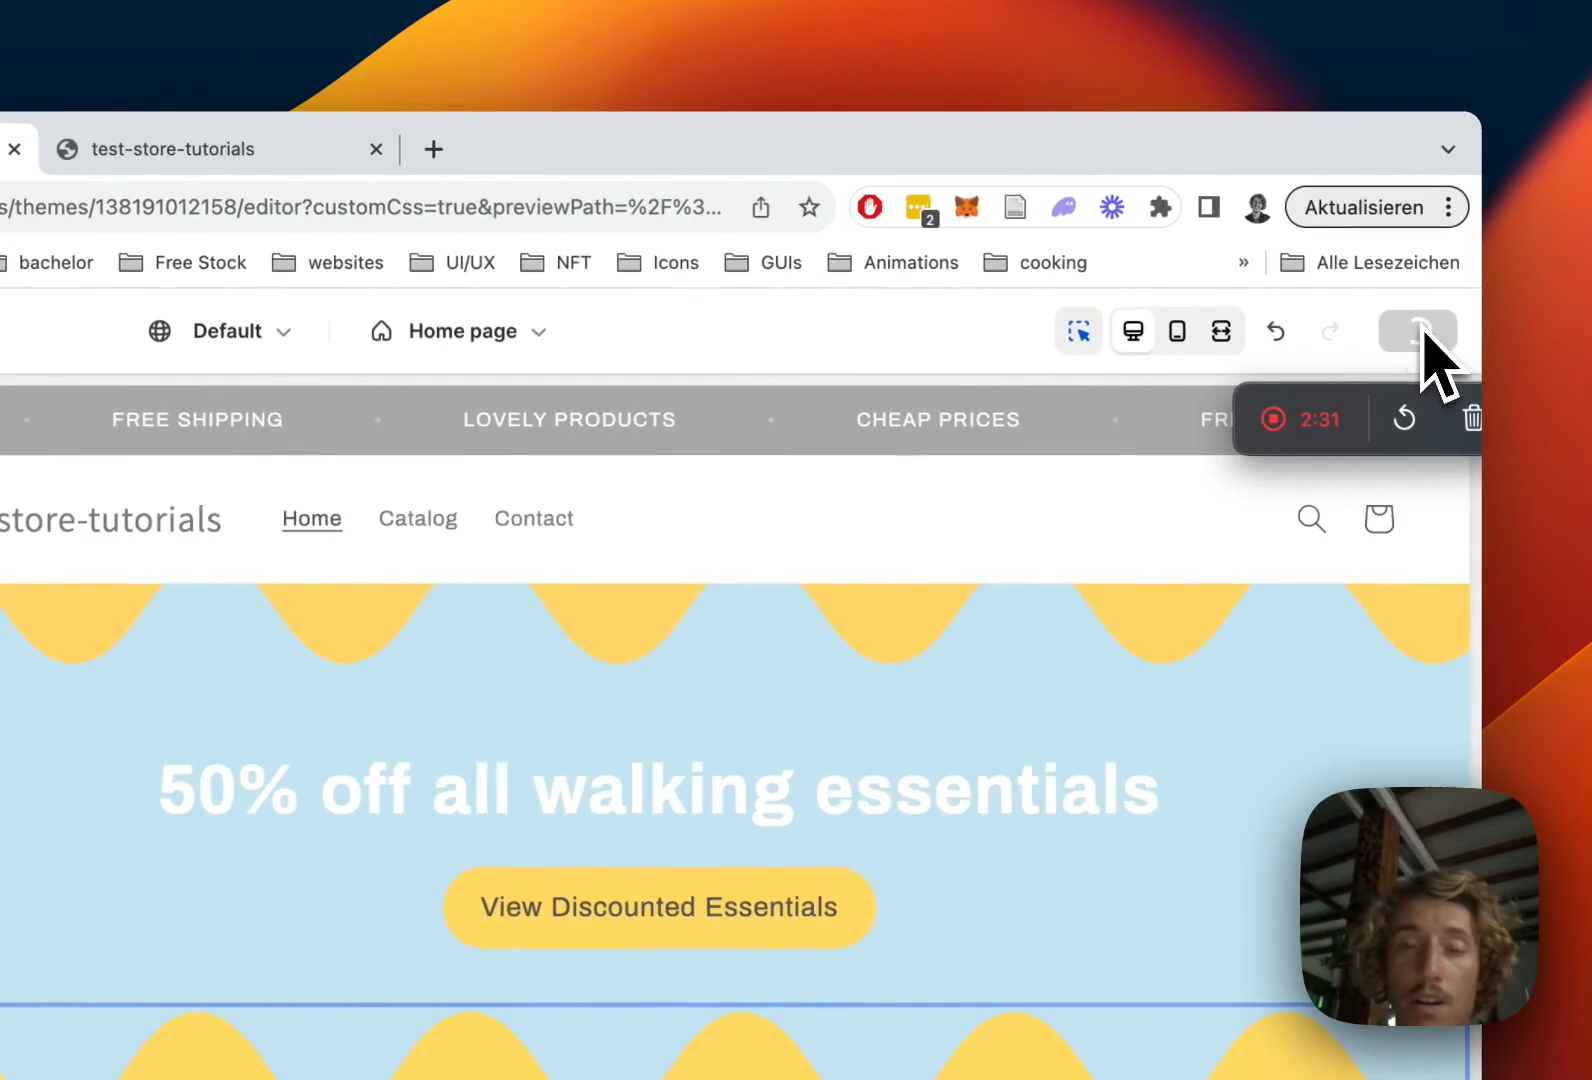 test-store-tutorials
s/themes/138191012158/editor?customCss=true&previewPath=%2F%3...
2
Aktualisieren
bachelor Free Stock websites UI/UX NFT Icons GUIs Animations cooking » Alle Lesezeichen
Default Home page
FREE SHIPPING · LOVELY PRODUCTS · CHEAP PRICES · FR
2:31
store-tutorials Home Catalog Contact
50% off all walking essentials
View Discounted Essentials